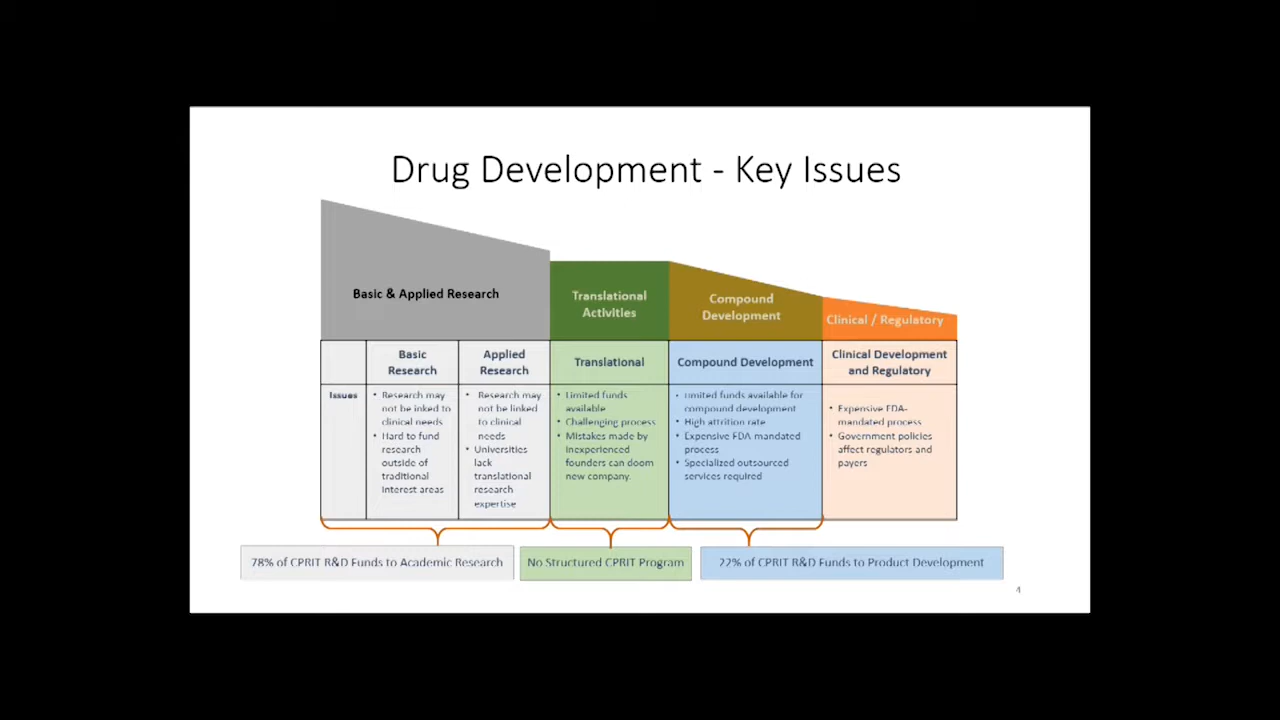 Drug Development - Key Issues
Basic & Applied Research
Translational
Activities
Compound
Development
Clinical / Regulatory
Basic
Research
Applied
Research
Translational
Compound Development
Clinical Development
and Regulatory
Issues
• Research may
not be inked to
clinical needs
• Hard to fund
research
outside of
traditional
interest areas
• Research may
not be linked
to clinical
needs
• Universities
lack
translational
research
expertise
• Limited funds
available
• Challenging process
• Mistakes made by
inexperienced
founders can doom
new company.
• Limited funds available for
compound development
• High attrition rate
• Expensive FDA mandated
process
• Specialized outsourced
services required
• Expensive FDA-
mandated process
• Government policies
affect regulators and
payers
78% of CPRIT R&D Funds to Academic Research
No Structured CPRIT Program
22% of CPRIT R&D Funds to Product Development
4